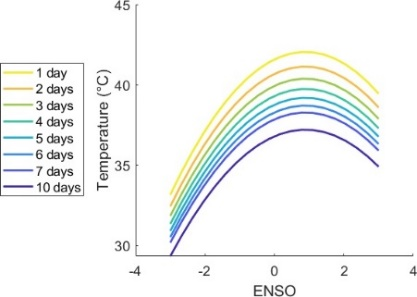 1 day
2 days
3 days
4 days
5 days
6 days
7 days
10 days
Temperature (°C)
45
40
35
30
-4
-2
0
2
4
ENSO